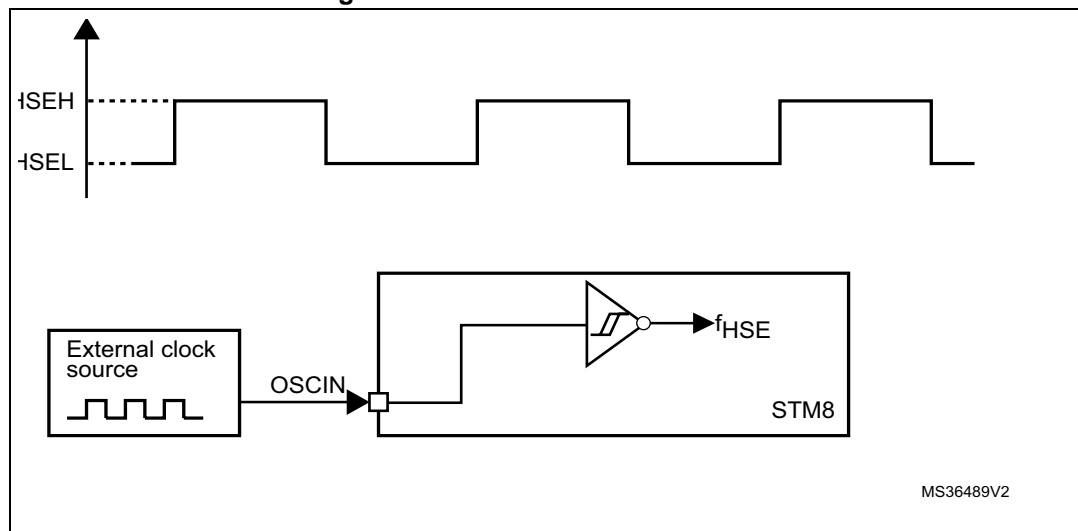 HSEH
HSEL
External clock
source
OSCIN
fHSE
STM8
MS36489V2